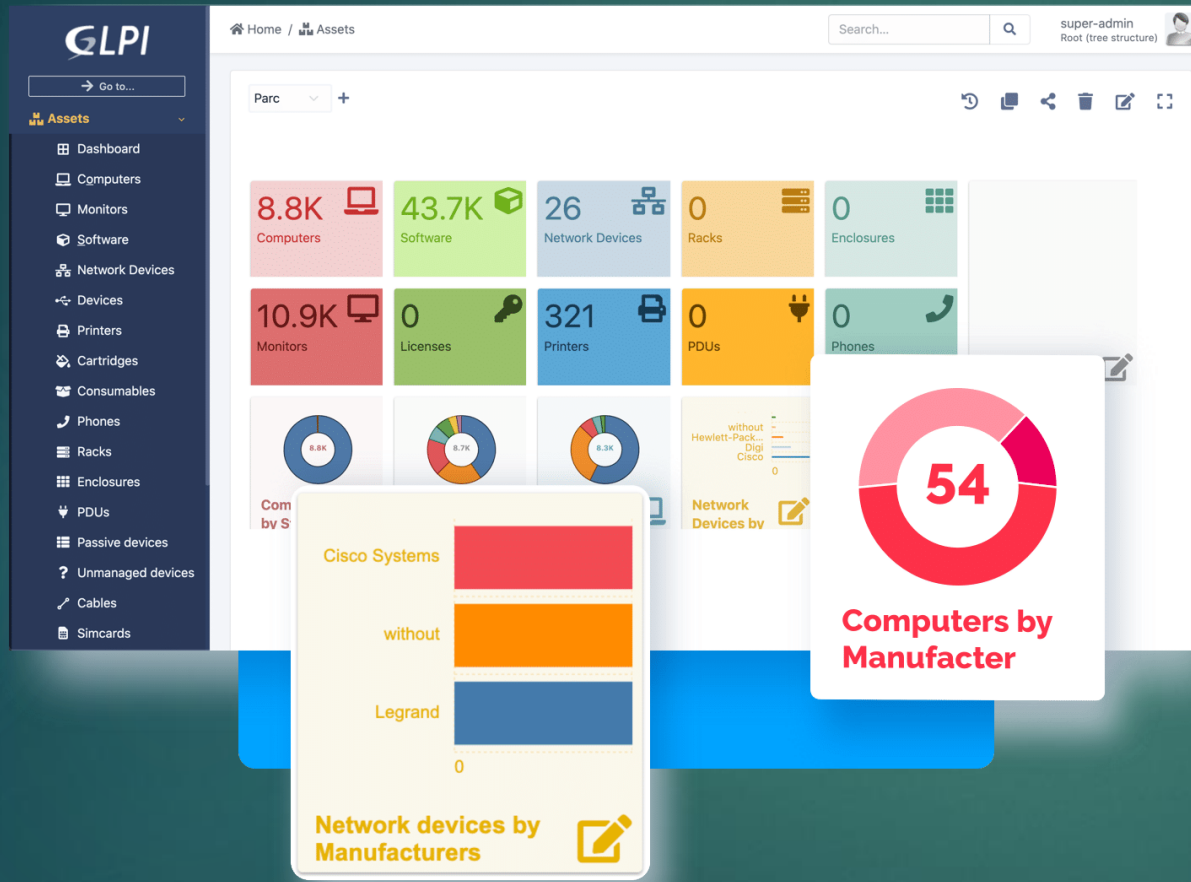 GLPI
Home / Assets
Search...
super-admin
Root (tree structure)
Go to...
Parc
Assets
Dashboard
Computers
Monitors
Software
Network Devices
Devices
Printers
Cartridges
Consumables
Phones
Racks
Enclosures
PDUs
Passive devices
Unmanaged devices
Cables
Simcards
8.8K
Computers
43.7K
Software
26
Network Devices
0
Racks
0
Enclosures
10.9K
Monitors
0
Licenses
321
Printers
0
PDUs
0
Phones
8.8K
Com
by S
8.7K
8.3K
without
Hewlett-Pack...
Digi
Cisco
0
Network
Devices by
Cisco Systems
without
Legrand
0
Network devices by
Manufacturers
54
Computers by
Manufacter